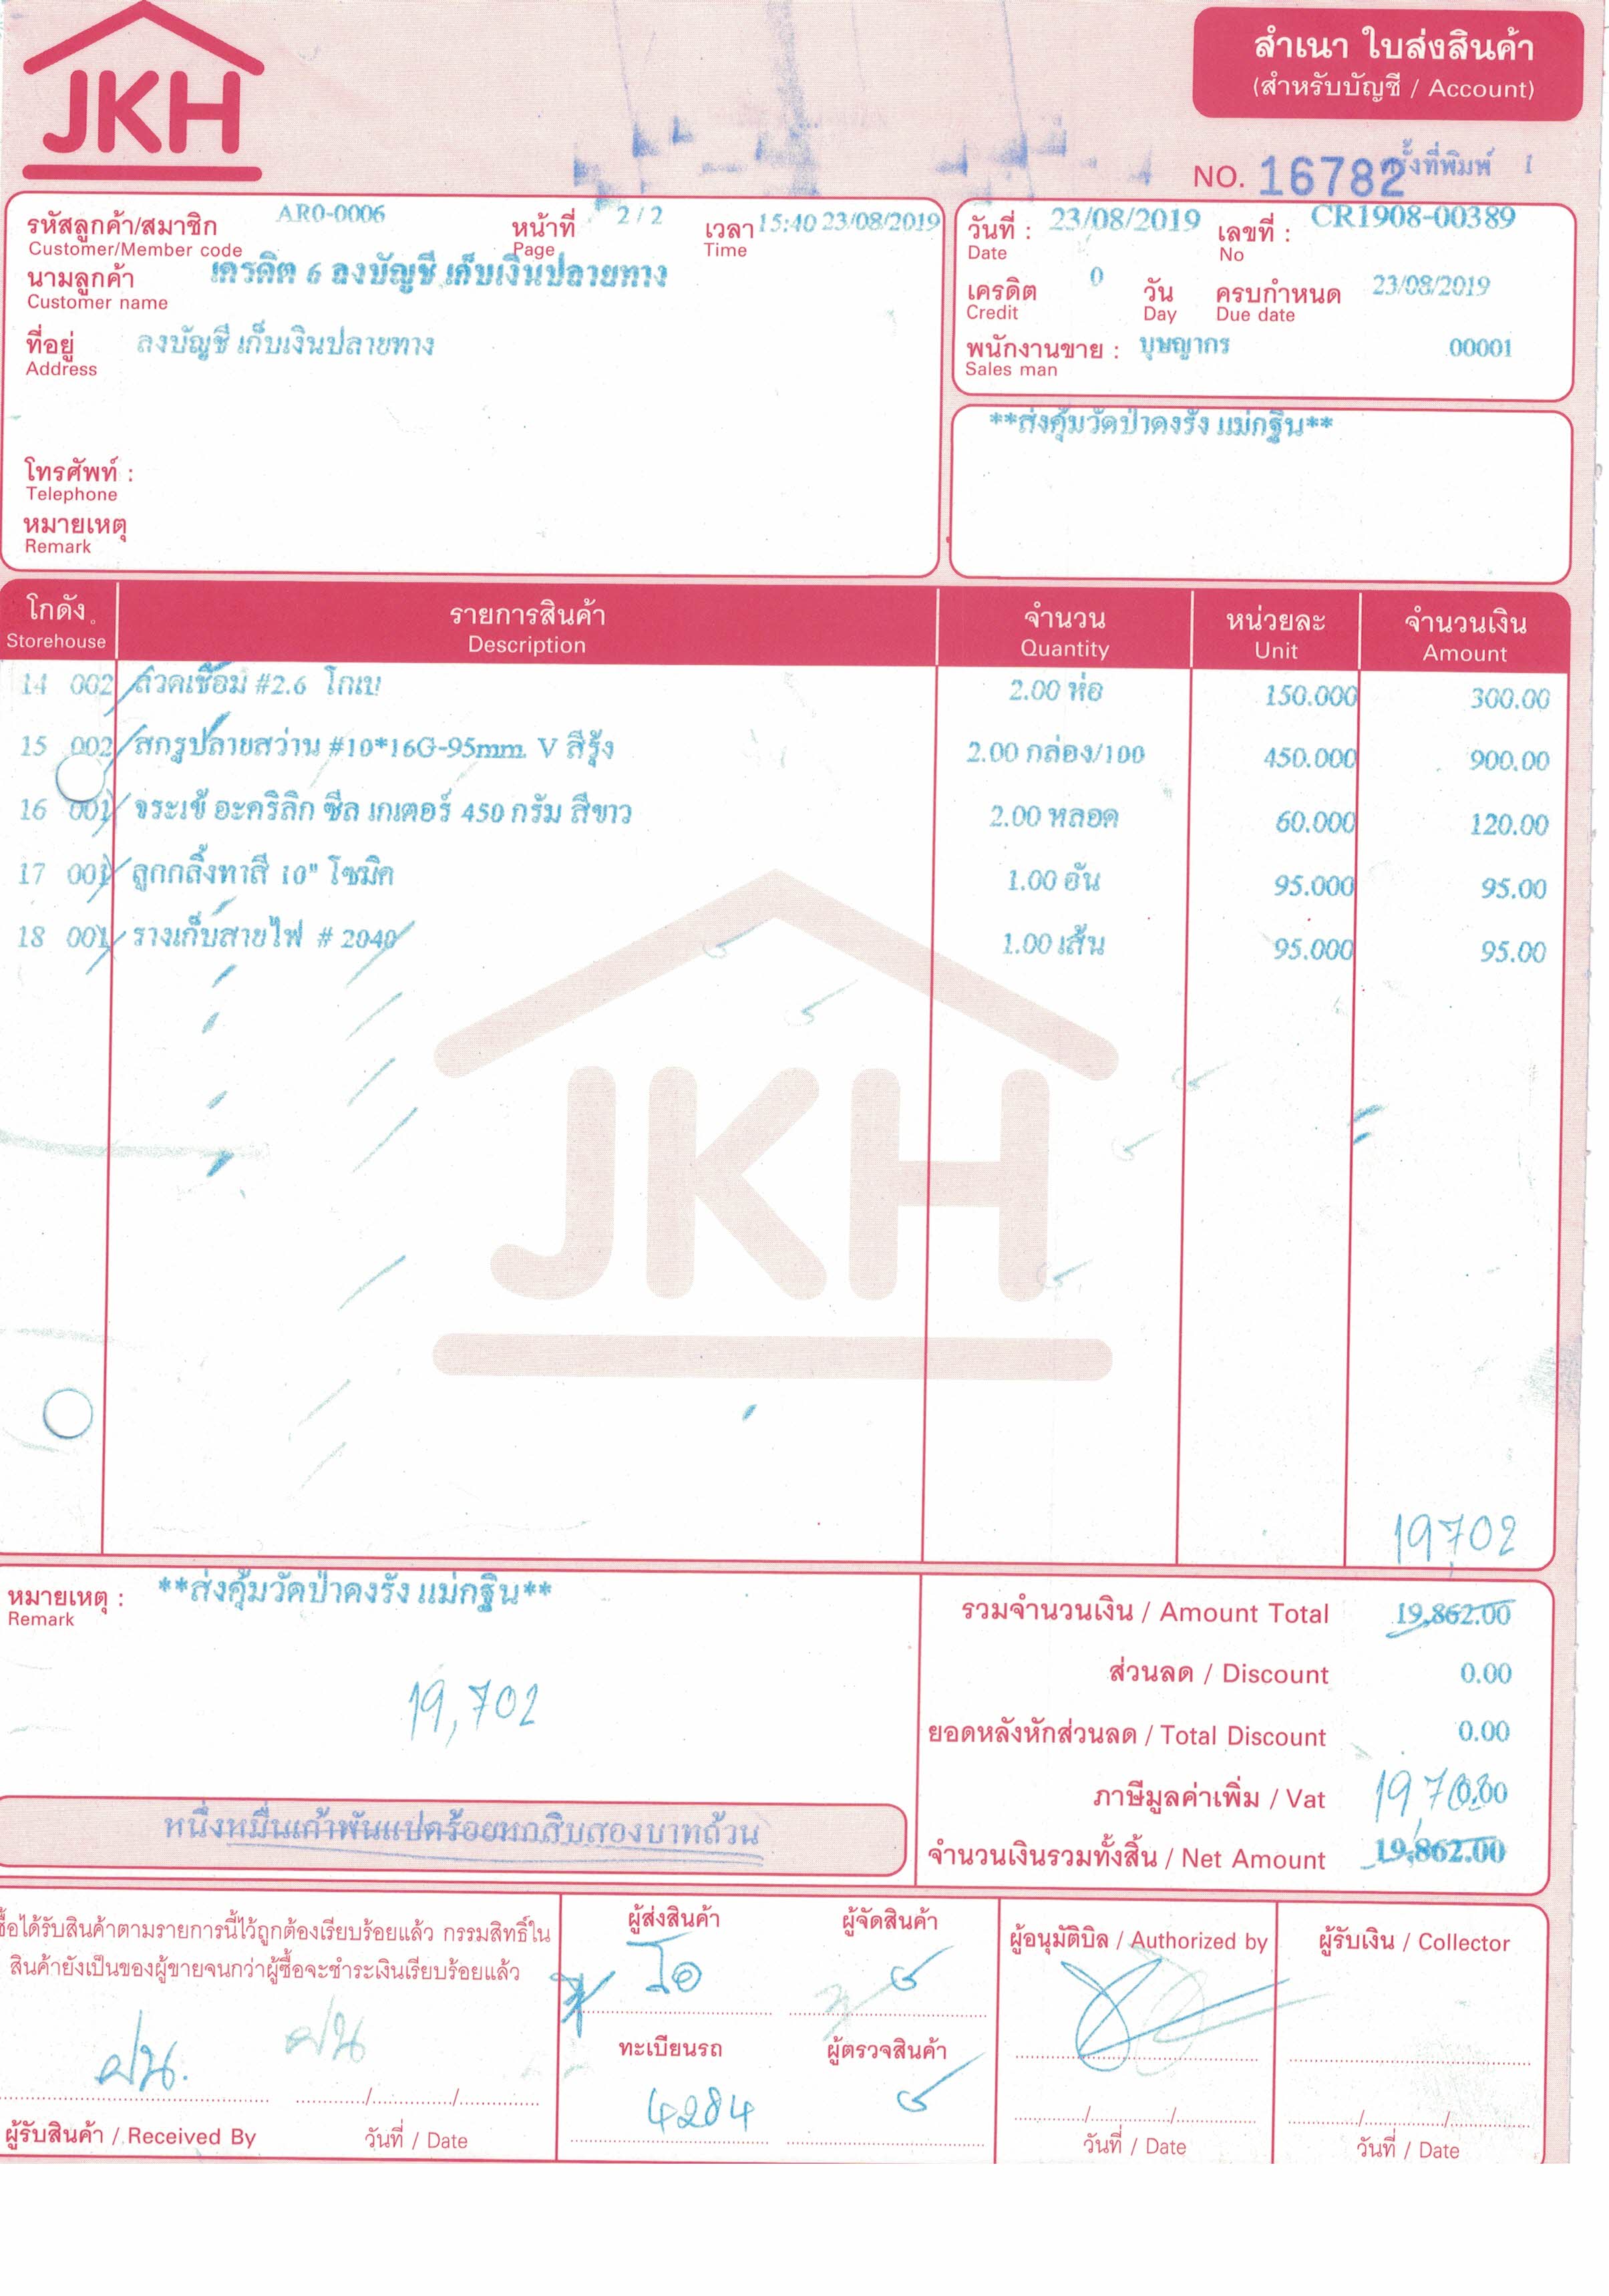 JKH
สำเนา ใบส่งสินค้า
(สำหรับบัญชี / Account)
NO. 16782 ครั้งที่พิมพ์ 1
รหัสลูกค้า/สมาชิก AR0-0006 หน้าที่ 2 / 2 เวลา 15:40 23/08/2019
Customer/Member code Page Time
นามลูกค้า เครดิต 6 ลงบัญชี เก็บเงินปลายทาง
Customer name
ที่อยู่ ลงบัญชี เก็บเงินปลายทาง
Address
โทรศัพท์ :
Telephone
หมายเหตุ
Remark
วันที่ : 23/08/2019 เลขที่ : CR1908-00389
Date No
เครดิต 0 วัน ครบกำหนด 23/08/2019
Credit Day Due date
พนักงานขาย : บุษญากร 00001
Sales man
**ส่งคุ้มวัดป่าดงรัง แม่กฐิน**
โกดัง รายการสินค้า จำนวน หน่วยละ จำนวนเงิน
Storehouse Description Quantity Unit Amount
14 002 ลวดเชื่อม #2.6 โกเบ 2.00 ห่อ 150.000 300.00
15 002 สกรูปลายสว่าน #10*16G-95mm. V สีรุ้ง 2.00 กล่อง/100 450.000 900.00
16 001 จระเข้ อะคริลิก ซีล เกเตอร์ 450 กรัม สีขาว 2.00 หลอด 60.000 120.00
17 001 ลูกกลิ้งทาสี 10" โซมิค 1.00 อัน 95.000 95.00
18 001 รางเก็บสายไฟ # 2040 1.00 เส้น 95.000 95.00
JKH
19702
หมายเหตุ : **ส่งคุ้มวัดป่าดงรัง แม่กฐิน**
Remark
19,702
รวมจำนวนเงิน / Amount Total 19,862.00
ส่วนลด / Discount 0.00
ยอดหลังหักส่วนลด / Total Discount 0.00
ภาษีมูลค่าเพิ่ม / Vat 0.00
จำนวนเงินรวมทั้งสิ้น / Net Amount 19,862.00
หนึ่งหมื่นเก้าพันแปดร้อยหกสิบสองบาทถ้วน
ซื้อได้รับสินค้าตามรายการนี้ไว้ถูกต้องเรียบร้อยแล้ว กรรมสิทธิ์ใน
สินค้ายังเป็นของผู้ขายจนกว่าผู้ซื้อจะชำระเงินเรียบร้อยแล้ว
ฝน. ฝน
ผู้รับสินค้า / Received By วันที่ / Date
ผู้ส่งสินค้า ผู้จัดสินค้า
โอ
ทะเบียนรถ ผู้ตรวจสินค้า
4284
ผู้อนุมัติบิล / Authorized by
วันที่ / Date
ผู้รับเงิน / Collector
วันที่ / Date